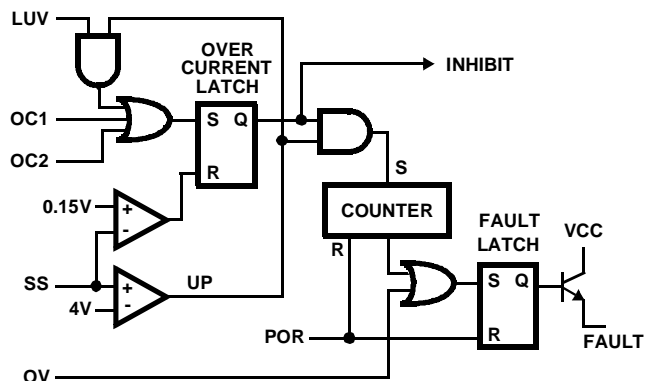 LUV
OVER
CURRENT
LATCH
INHIBIT
OC1
S Q
OC2
R
0.15V
+
-
S
COUNTER
FAULT
LATCH
VCC
R
SS
+
-
UP
4V
S Q
POR
R
FAULT
OV